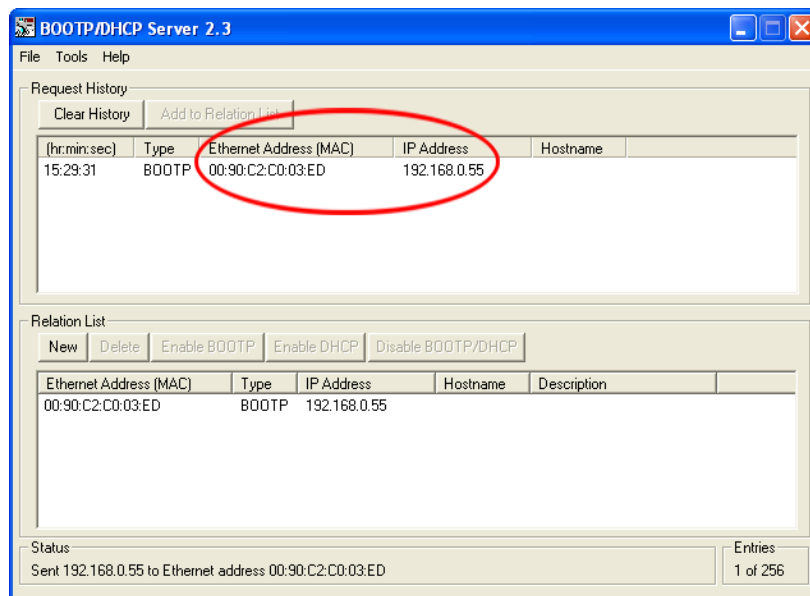 BOOTP/DHCP Server 2.3
File Tools Help
Request History
Clear History Add to Relation List
(hr:min:sec) Type Ethernet Address (MAC) IP Address Hostname
15:29:31 BOOTP 00:90:C2:C0:03:ED 192.168.0.55
Relation List
New Delete Enable BOOTP Enable DHCP Disable BOOTP/DHCP
Ethernet Address (MAC) Type IP Address Hostname Description
00:90:C2:C0:03:ED BOOTP 192.168.0.55
Status Entries
Sent 192.168.0.55 to Ethernet address 00:90:C2:C0:03:ED 1 of 256